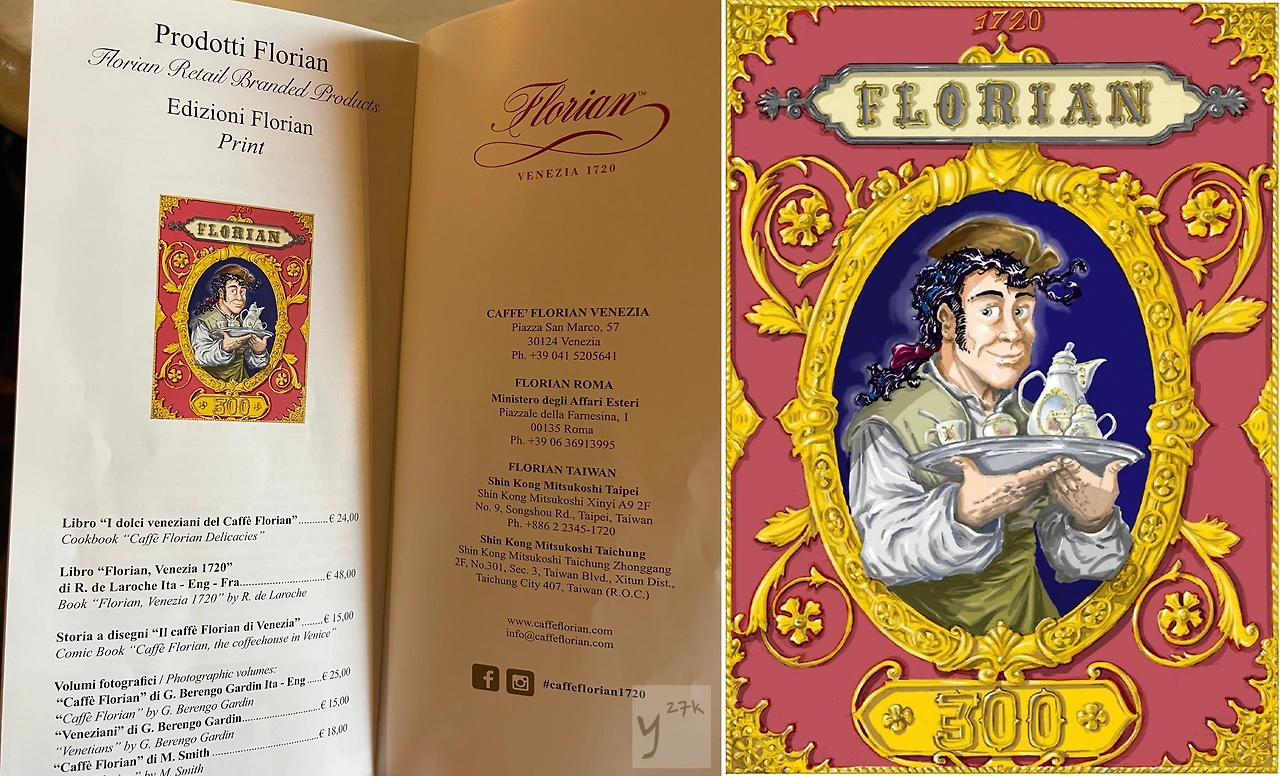 Prodotti Florian
Florian Retail Branded Products
Edizioni Florian
Print
1720
FLORIAN
300
Libro “I dolci veneziani del Caffè Florian”..........€ 24,00
Cookbook “Caffè Florian Delicacies”
Libro “Florian, Venezia 1720”
di R. de Laroche Ita - Eng - Fra........................€ 48,00
Book “Florian, Venezia 1720” by R. de Laroche
Storia a disegni “Il caffè Florian di Venezia”......€ 15,00
Comic Book “Caffè Florian, the coffeehouse in Venice”
Volumi fotografici / Photographic volumes:
“Caffè Florian” di G. Berengo Gardin Ita - Eng.....€ 25,00
“Caffè Florian” by G. Berengo Gardin
“Veneziani” di G. Berengo Gardin.......................€ 15,00
“Venetians” by G. Berengo Gardin
“Caffè Florian” di M. Smith ................................€ 18,00
by M. Smith
Florian™
VENEZIA 1720
CAFFE’ FLORIAN VENEZIA
Piazza San Marco, 57
30124 Venezia
Ph. +39 041 5205641
FLORIAN ROMA
Ministero degli Affari Esteri
Piazzale della Farnesina, 1
00135 Roma
Ph. +39 06 36913995
FLORIAN TAIWAN
Shin Kong Mitsukoshi Taipei
Shin Kong Mitsukoshi Xinyi A9 2F
No. 9, Songshou Rd., Taipei, Taiwan
Ph. +886 2 2345-1720
Shin Kong Mitsukoshi Taichung
Shin Kong Mitsukoshi Taichung Zhonggang
2F, No.301, Sec. 3, Taiwan Blvd., Xitun Dist.,
Taichung City 407, Taiwan (R.O.C.)
www.caffeflorian.com
info@caffeflorian.com
#caffeflorian1720
y27k
1720
FLORIAN
300